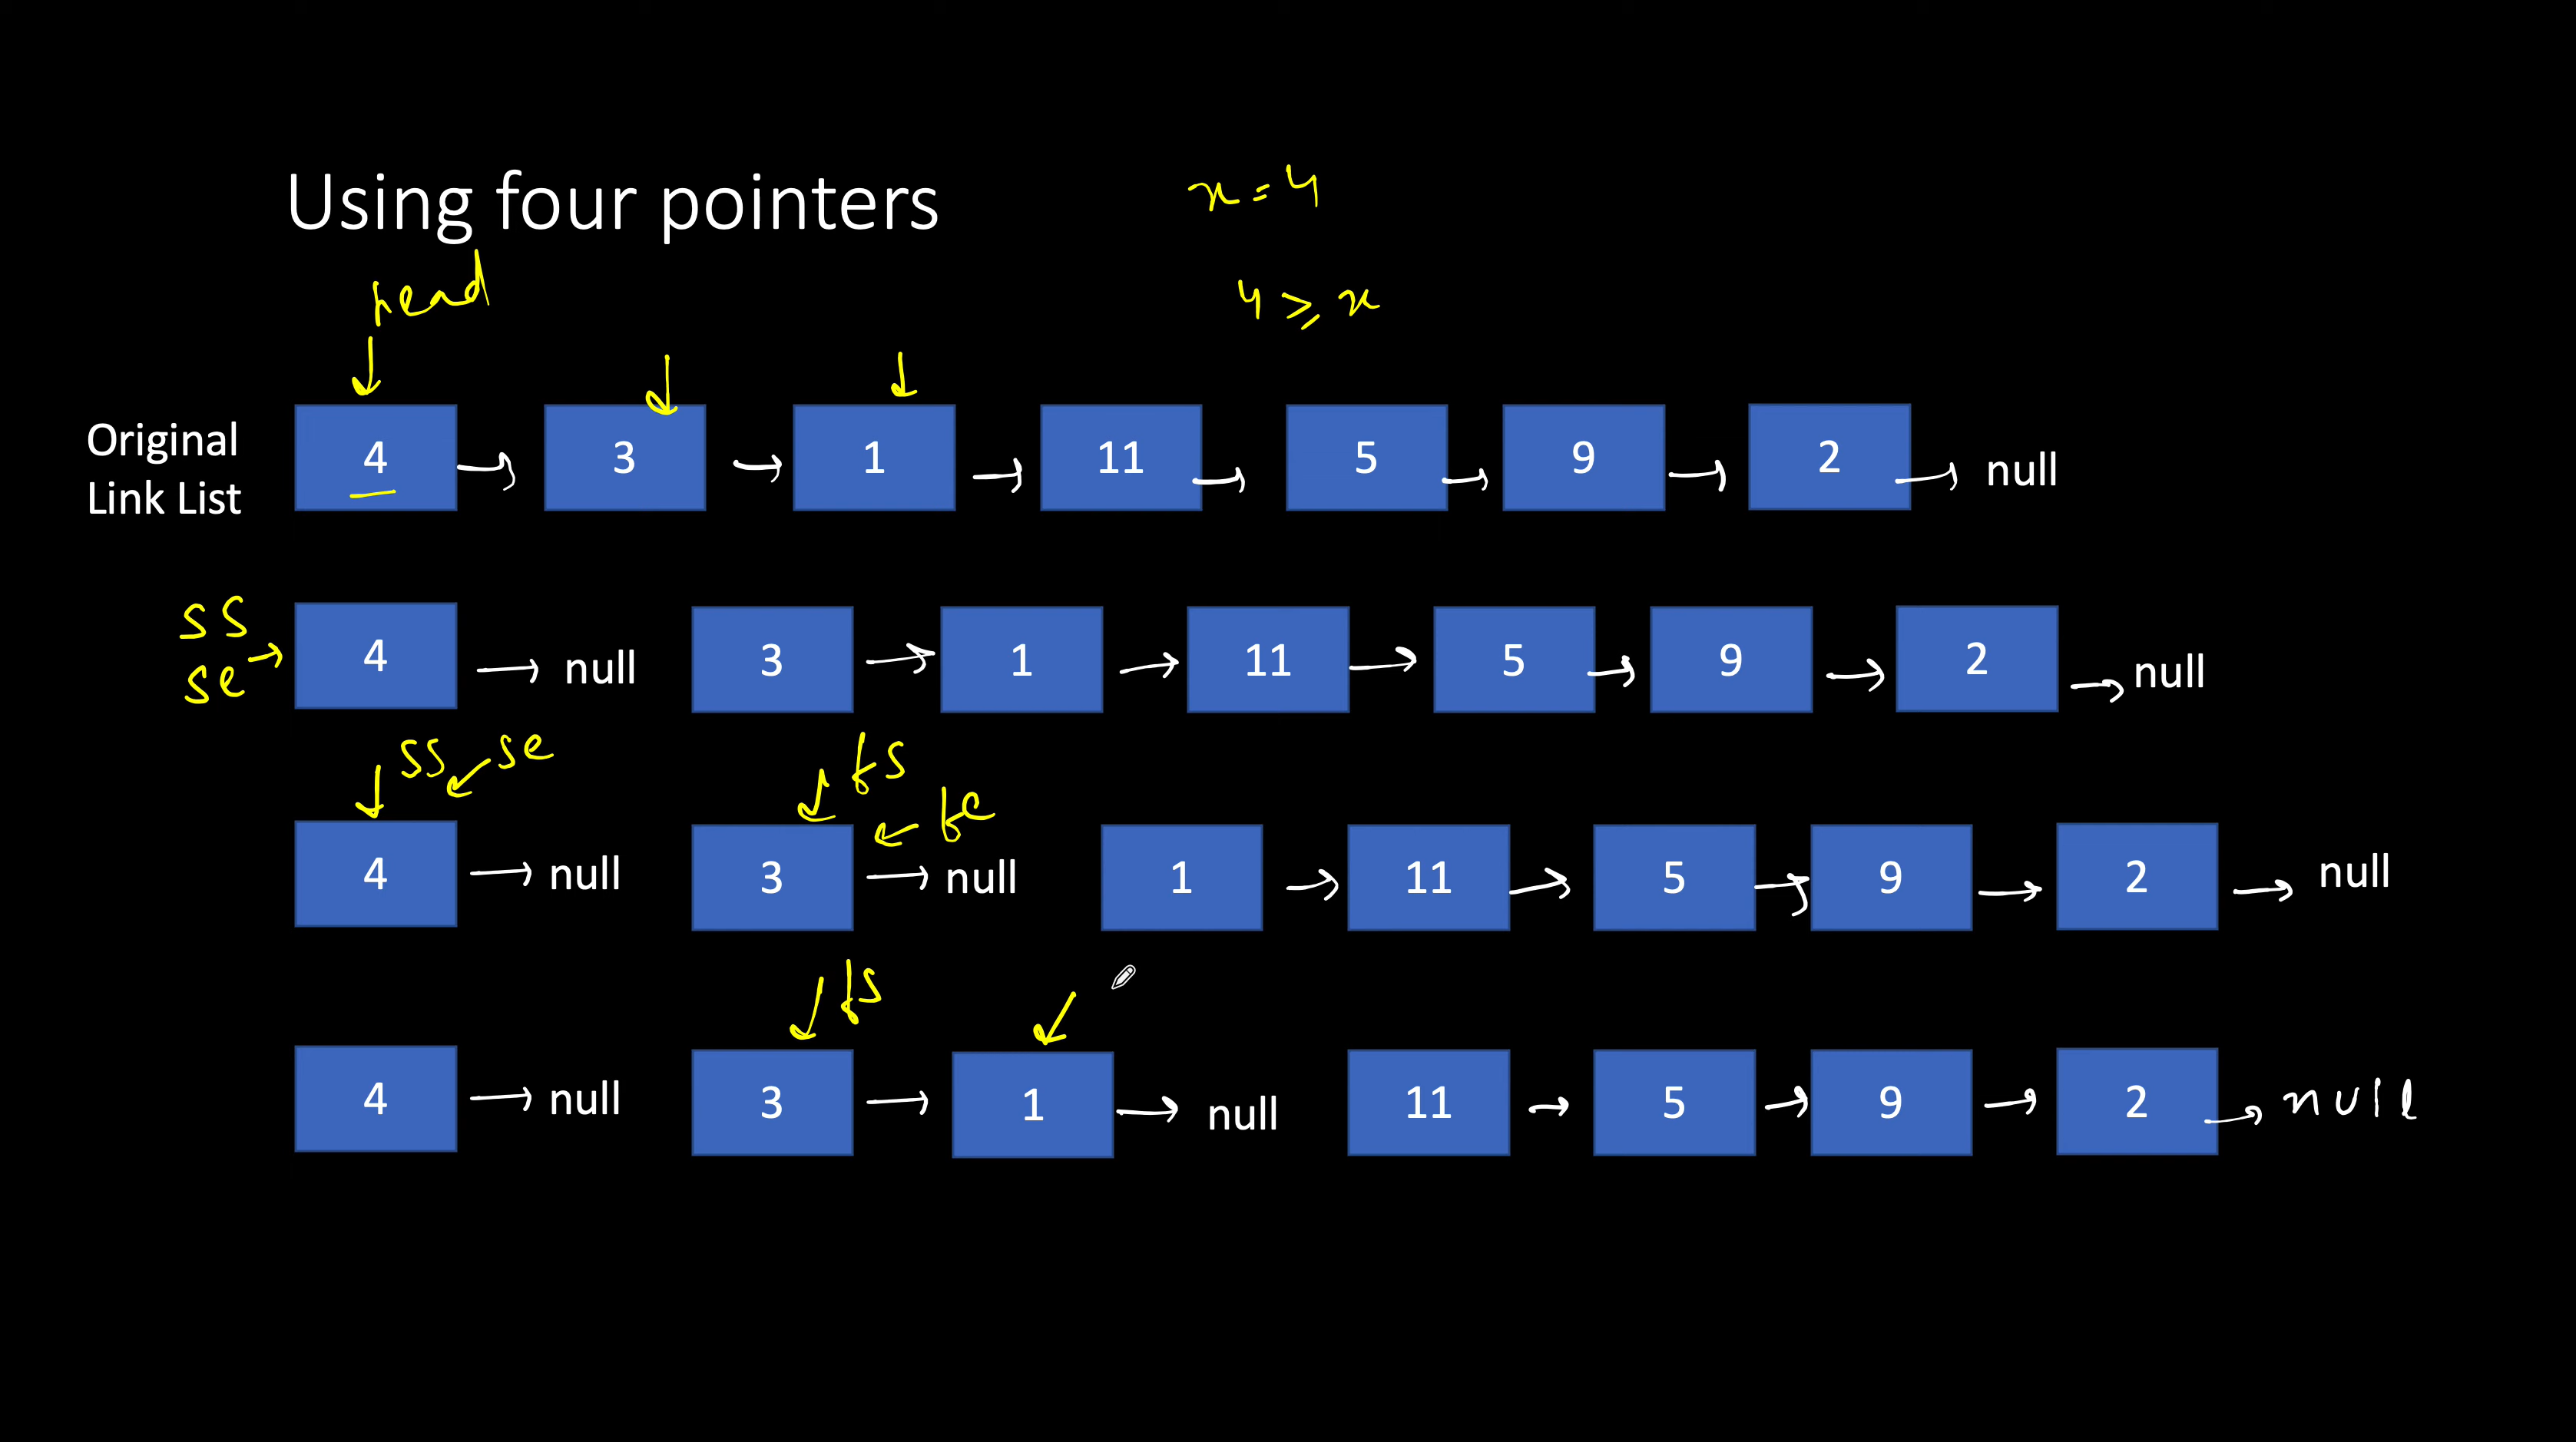 Using four pointers
x = 4
head
4 ≥ x
Original
Link List
4 → 3 → 1 → 11 → 5 → 9 → 2 → null
ss
se → 4 → null 3 → 1 → 11 → 5 → 9 → 2 → null
ss se fs
fe
4 → null 3 → null 1 → 11 → 5 → 9 → 2 → null
fs
4 → null 3 → 1 → null 11 → 5 → 9 → 2 → null